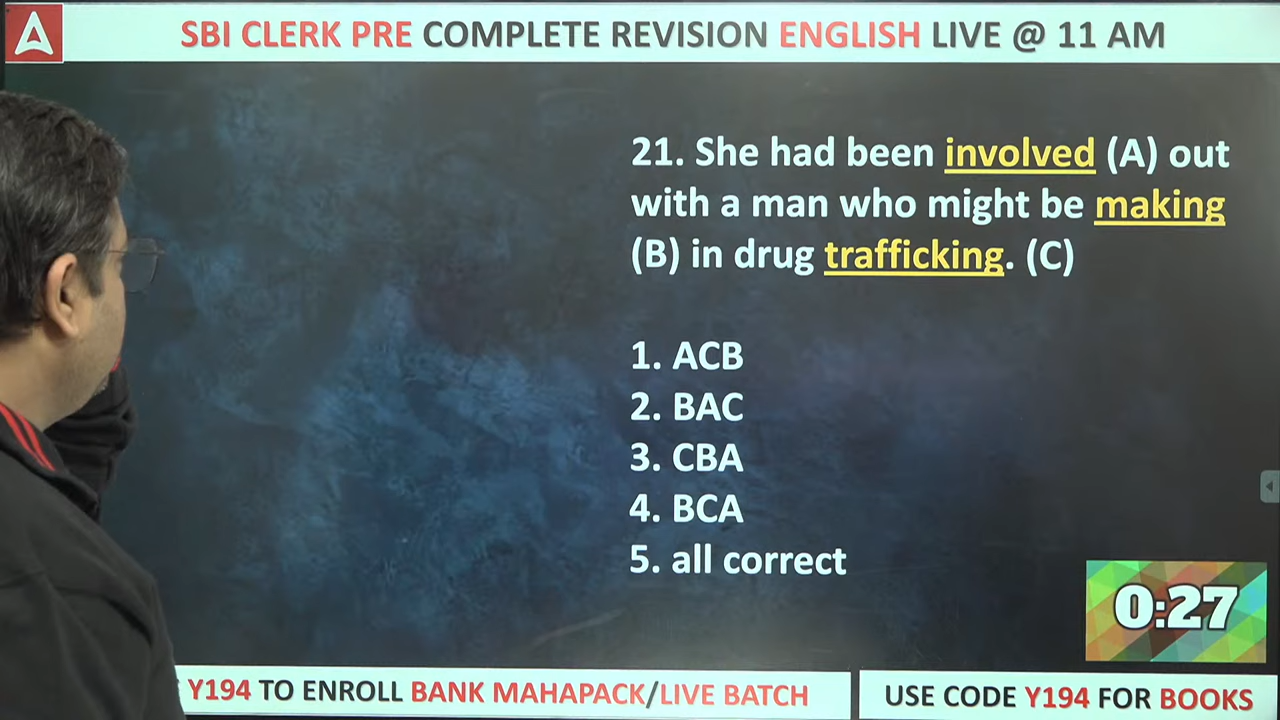 SBI CLERK PRE COMPLETE REVISION ENGLISH LIVE @ 11 AM
21. She had been involved (A) out
with a man who might be making
(B) in drug trafficking. (C)
1. ACB
2. BAC
3. CBA
4. BCA
5. all correct
0:27
Y194 TO ENROLL BANK MAHAPACK/LIVE BATCH
USE CODE Y194 FOR BOOKS